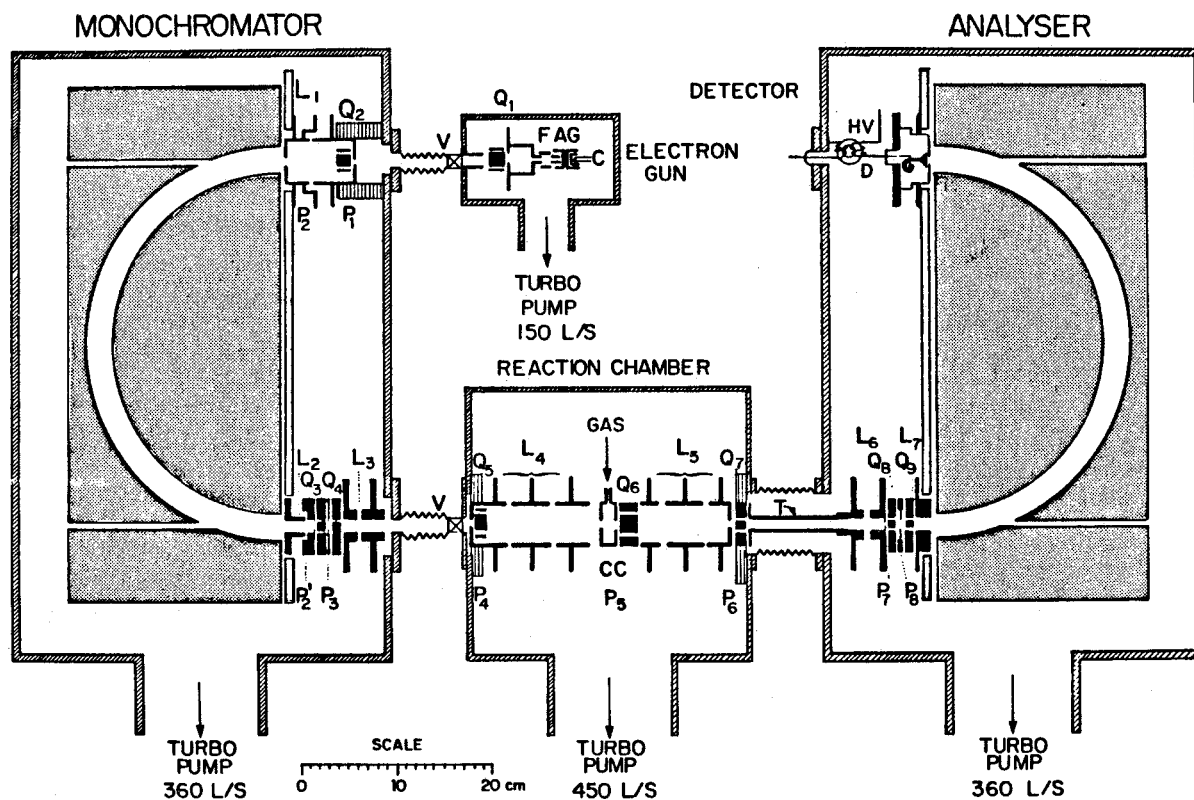 MONOCHROMATOR
ANALYSER
L1
Q2
Q1
V
F A G
C
ELECTRON
GUN
DETECTOR
HV
D
P2
P1
TURBO
PUMP
150 L/S
REACTION CHAMBER
GAS
L2
Q3
Q4
L3
V
Q5
L4
Q6
L5
Q7
T
L6
Q8
L7
Q9
P2'
P3
P4
CC
P5
P6
P7
P8
TURBO
PUMP
360 L/S
SCALE
0 10 20 cm
TURBO
PUMP
450 L/S
TURBO
PUMP
360 L/S